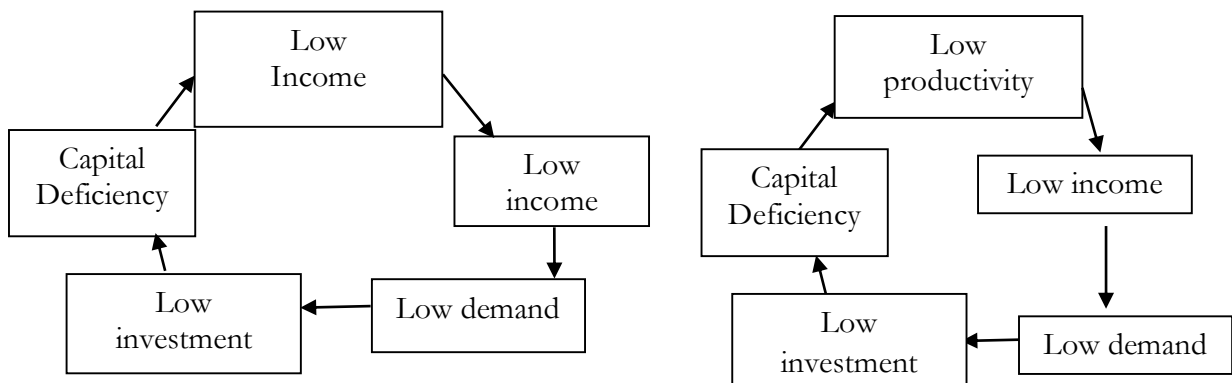 Low
Income
Capital
Deficiency
Low
income
Low demand
Low
investment
Low
productivity
Capital
Deficiency
Low income
Low demand
Low
investment